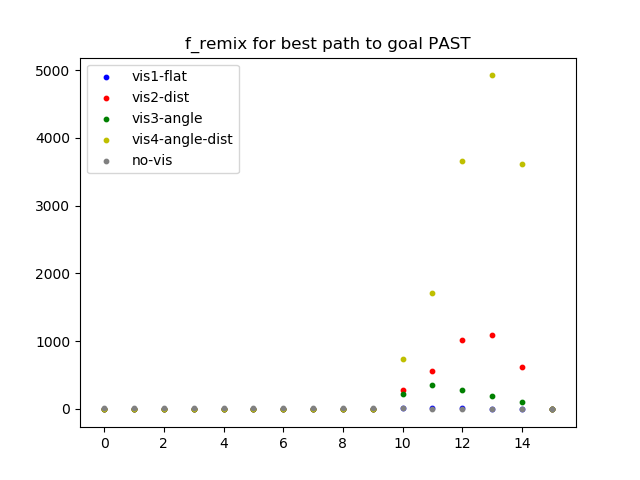 f_remix for best path to goal PAST
vis1-flat
vis2-dist
vis3-angle
vis4-angle-dist
no-vis
5000
4000
3000
2000
1000
0
0 2 4 6 8 10 12 14